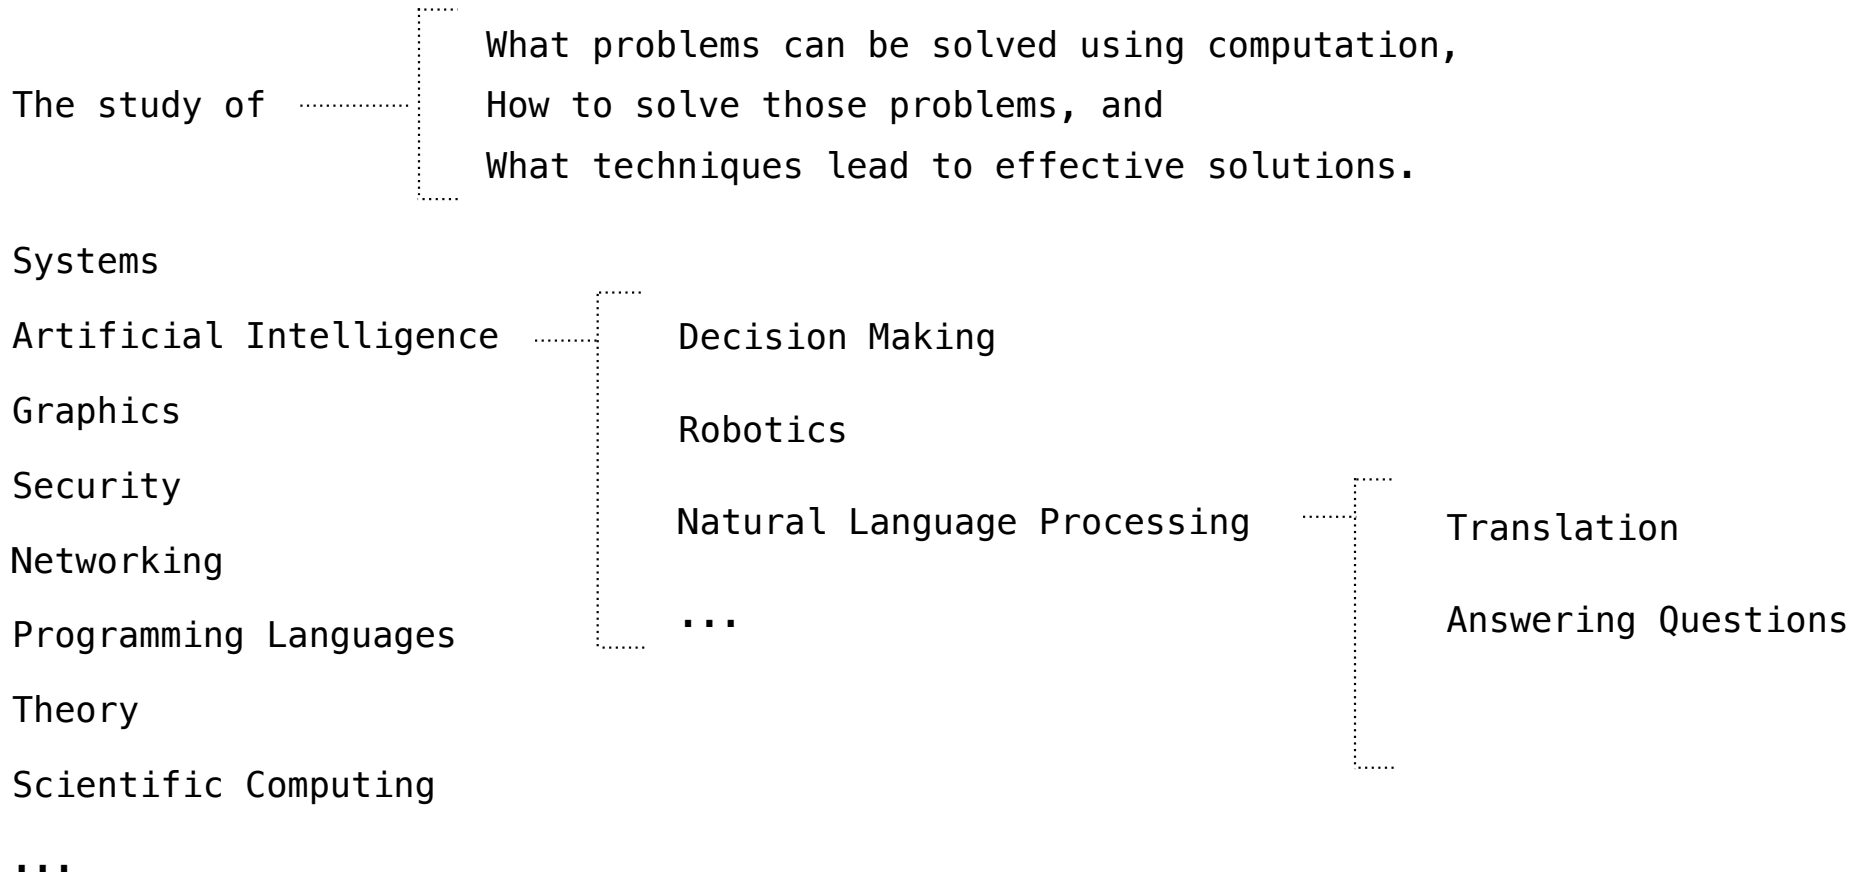 What problems can be solved using computation,
The study of
How to solve those problems, and
What techniques lead to effective solutions.
Systems
Artificial Intelligence
Graphics
Security
Networking
Programming Languages
Theory
Scientific Computing
...
Decision Making
Robotics
Natural Language Processing
...
Translation
Answering Questions